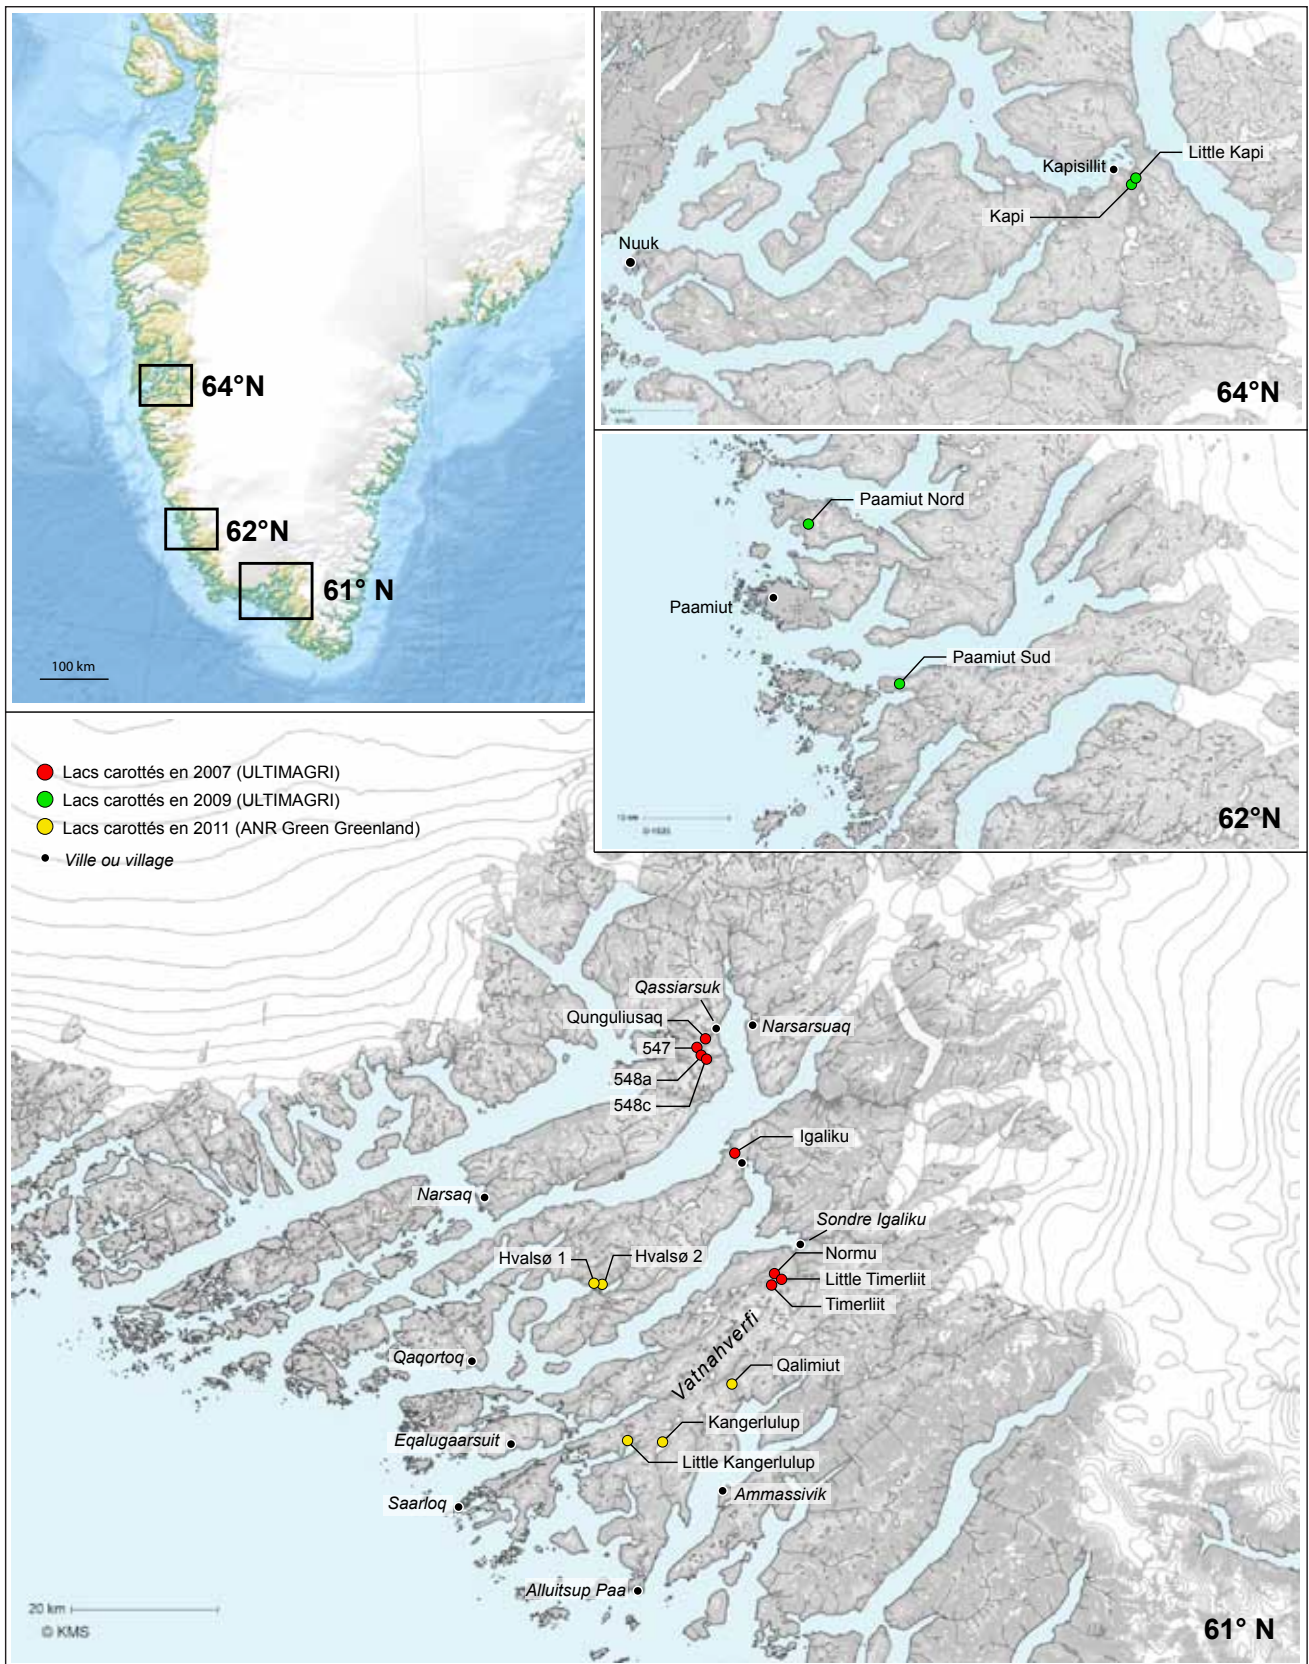 64°N
62°N
61° N
100 km
Little Kapi
Kapisillit
Kapi
Nuuk
64°N
Paamiut Nord
Paamiut
Paamiut Sud
62°N
Lacs carottés en 2007 (ULTIMAGRI)
Lacs carottés en 2009 (ULTIMAGRI)
Lacs carottés en 2011 (ANR Green Greenland)
Ville ou village
Qassiarsuk
Qunguliusaq
Narsarsuaq
547
548a
548c
Igaliku
Narsaq
Sondre Igaliku
Hvalsø 1
Hvalsø 2
Normu
Little Timerliit
Timerliit
Vatnahverfi
Qaqortoq
Qalimiut
Kangerlulup
Eqalugaarsuit
Little Kangerlulup
Ammassivik
Saarloq
Alluitsup Paa
20 km
© KMS
61° N